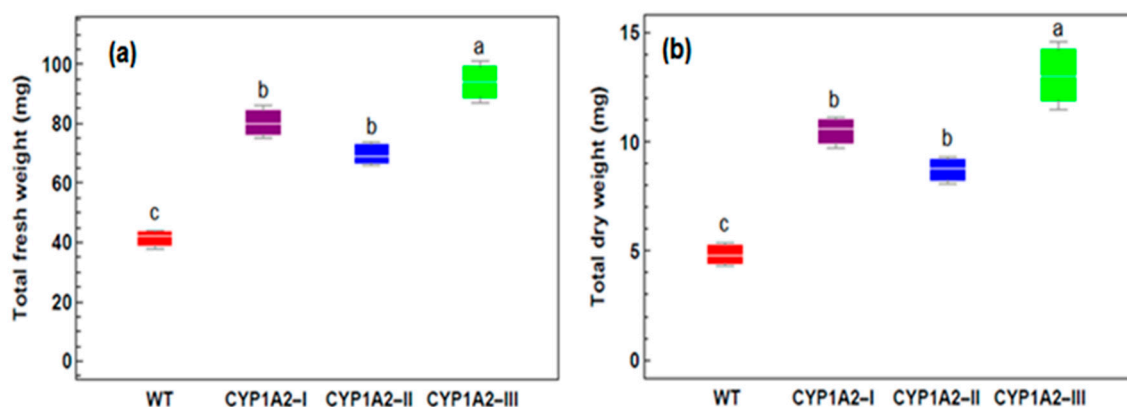 (a)
Total fresh weight (mg)
100
80
60
40
20
0
c
b
b
a
WT CYP1A2–I CYP1A2–II CYP1A2–III
(b)
Total dry weight (mg)
15
10
5
0
c
b
b
a
WT CYP1A2–I CYP1A2–II CYP1A2–III